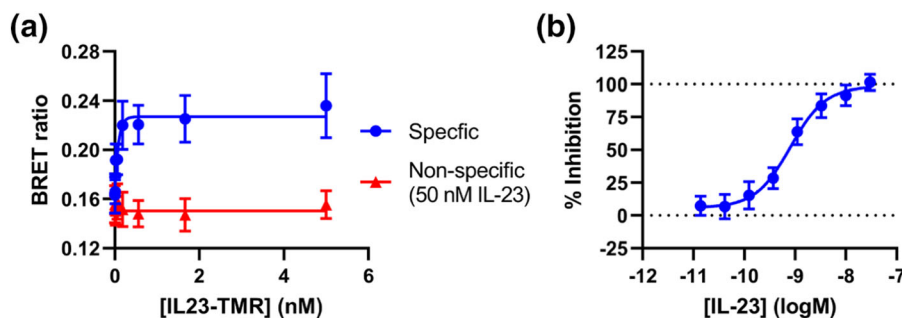 (a)
0.28
0.24
0.20
0.16
0.12
BRET ratio
0
2
4
6
[IL23-TMR] (nM)
Specfic
Non-specific
(50 nM IL-23)
(b)
125
100
75
50
25
0
-25
% Inhibition
-12
-11
-10
-9
-8
-7
[IL-23] (logM)